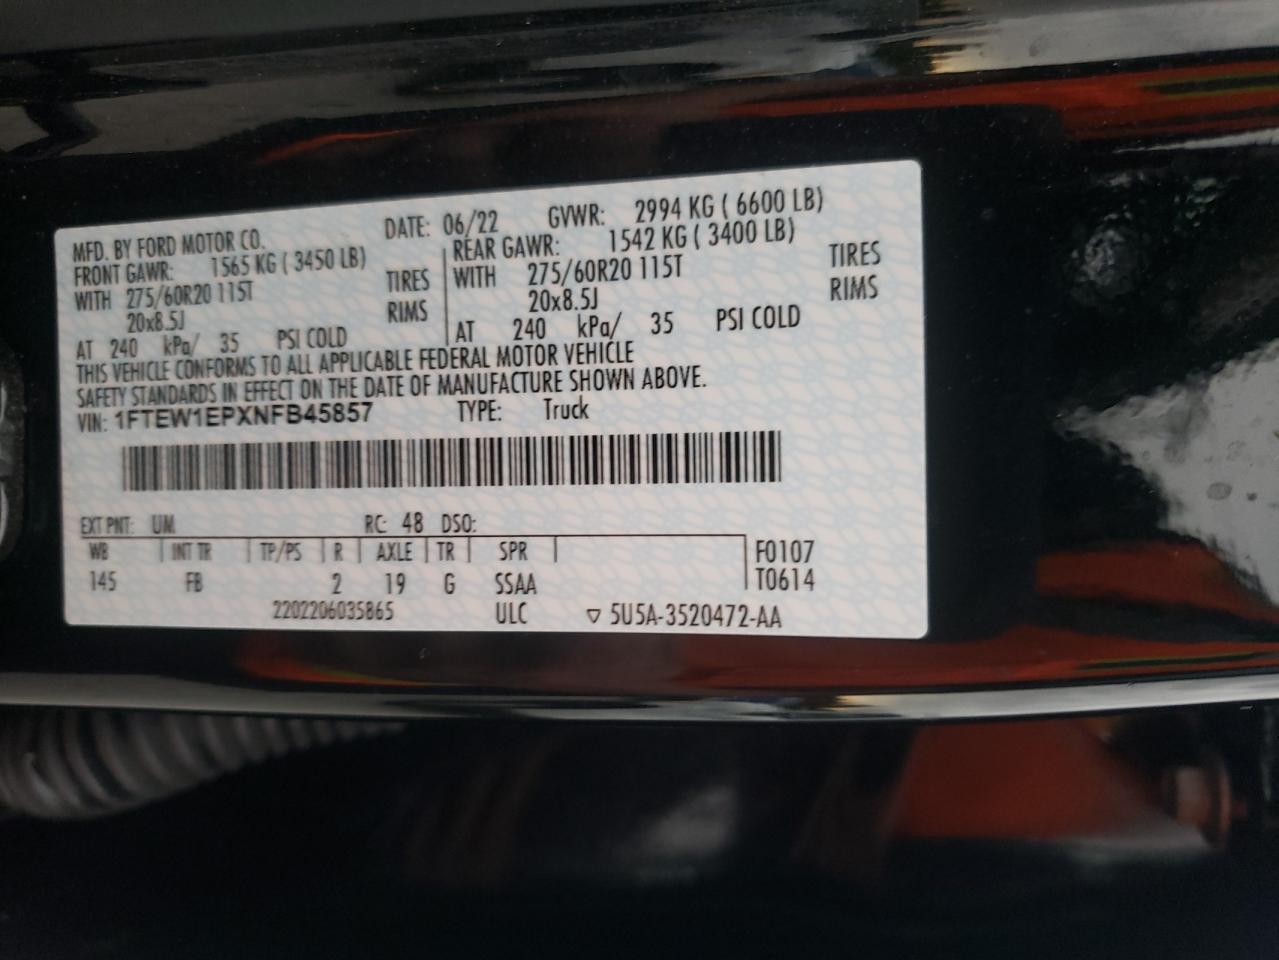 MFD. BY FORD MOTOR CO. DATE: 06/22 GVWR: 2994 KG ( 6600 LB)
FRONT GAWR: 1565 KG ( 3450 LB) REAR GAWR: 1542 KG ( 3400 LB)
WITH 275/60R20 115T TIRES WITH 275/60R20 115T TIRES
20x8.5J RIMS 20x8.5J RIMS
AT 240 kPa/ 35 PSI COLD AT 240 kPa/ 35 PSI COLD
THIS VEHICLE CONFORMS TO ALL APPLICABLE FEDERAL MOTOR VEHICLE
SAFETY STANDARDS IN EFFECT ON THE DATE OF MANUFACTURE SHOWN ABOVE.
VIN: 1FTEW1EPXNFB45857 TYPE: Truck
EXT PNT: UM RC: 48 DSO:
WB INT TR TP/PS R AXLE TR SPR F0107
145 FB 2 19 G SSAA T0614
2202206035865 ULC ▽ 5U5A-3520472-AA